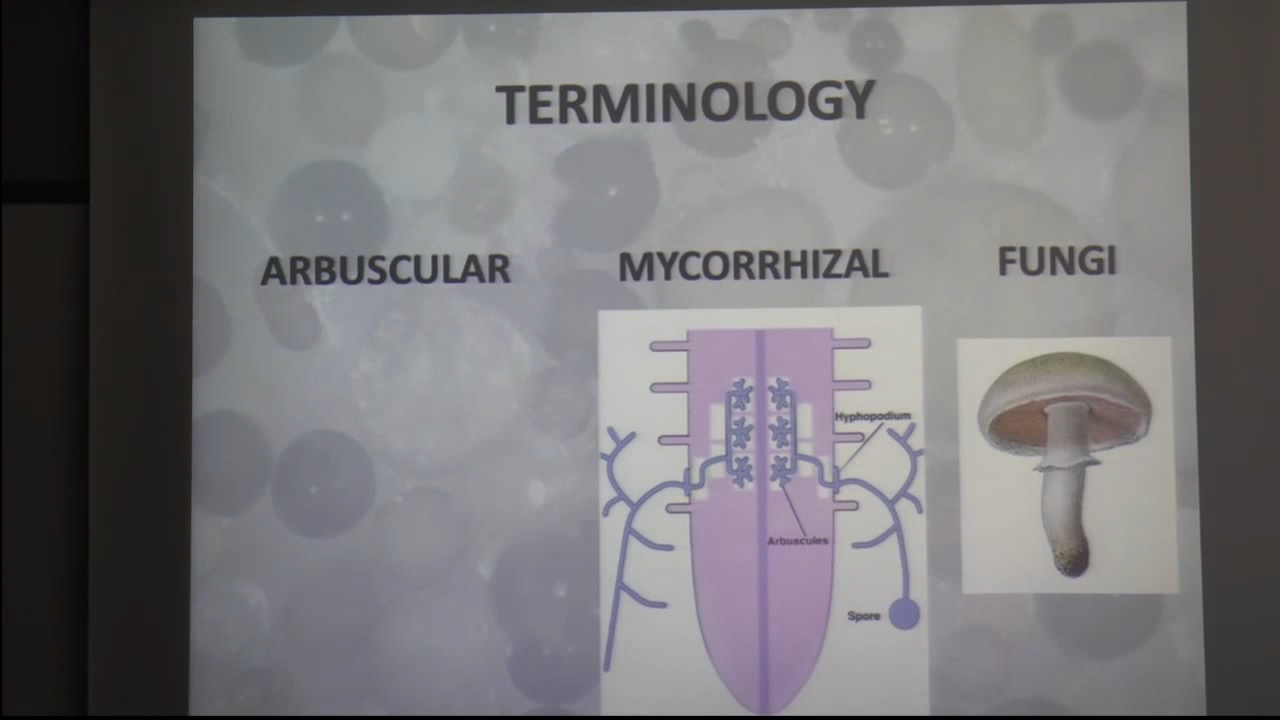 TERMINOLOGY
ARBUSCULAR
MYCORRHIZAL
FUNGI
Hyphopodium
Arbuscules
Spore